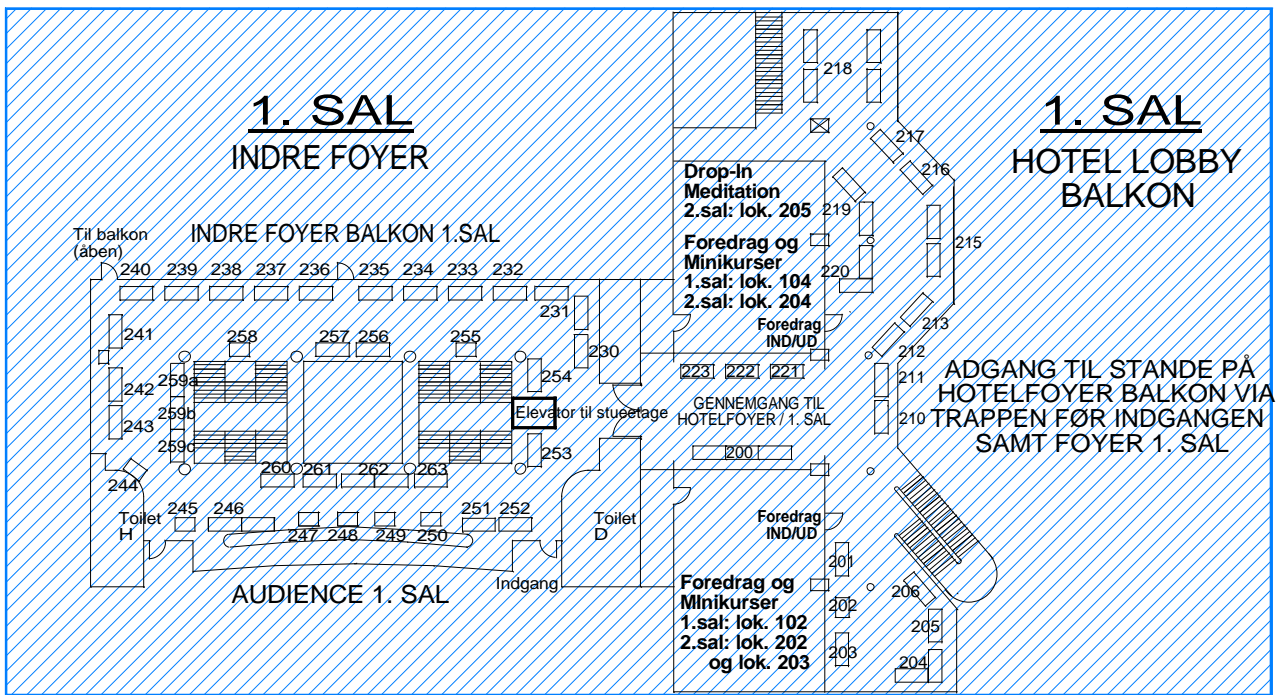 1. SAL
INDRE FOYER
1. SAL
HOTEL LOBBY
BALKON
218
217
216
Drop-In
Meditation
2.sal: lok. 205
219
215
Foredrag og
Minikurser
1.sal: lok. 104
2.sal: lok. 204
220
Foredrag
IND/UD
213
212
Til balkon
(åben)
INDRE FOYER BALKON 1.SAL
240 239 238 237 236 235 234 233 232
231
230
241
258 257 256 255
242
259a
254
243
259b
Elevator til stueetage
259c
253
244
260 261 262 263
223 222 221
GENNEMGANG TIL
HOTELFOYER / 1. SAL
200
211
210
ADGANG TIL STANDE PÅ
HOTELFOYER BALKON VIA
TRAPPEN FØR INDGANGEN
SAMT FOYER 1. SAL
245 246
247 248 249 250
251 252
Toilet
H
Toilet
D
Indgang
AUDIENCE 1. SAL
Foredrag
IND/UD
201
Foredrag og
MInikurser
1.sal: lok. 102
2.sal: lok. 202
og lok. 203
202
203
206
205
204